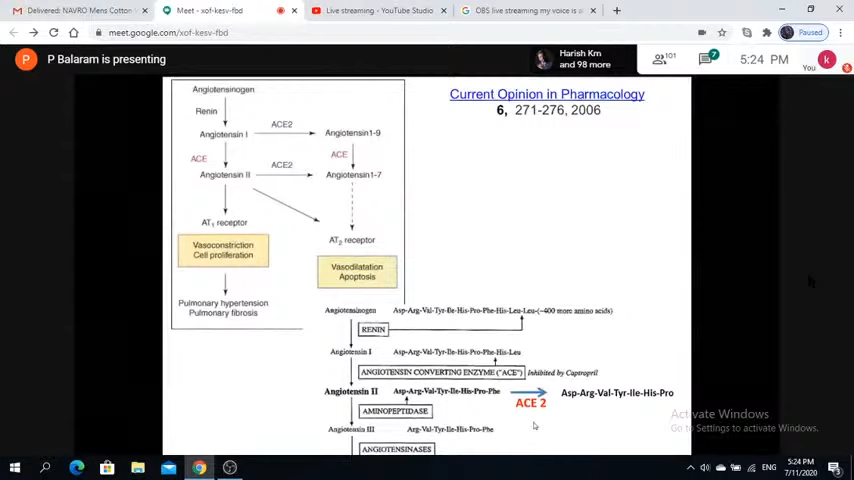 Delivered: NAVRO Mens Cotton
Meet - xof-kesv-fbd
Live streaming - YouTube Studio
OBS live streaming my voice is
meet.google.com/xof-kesv-fbd
Paused
P
P Balaram is presenting
Harish Km
and 98 more
101
7
5:24 PM
You
k
Angiotensinogen
Renin
Angiotensin I
ACE2
Angiotensin1-9
ACE
ACE
Angiotensin II
ACE2
Angiotensin1-7
AT1 receptor
AT2 receptor
Vasoconstriction
Cell proliferation
Vasodilatation
Apoptosis
Pulmonary hypertension
Pulmonary fibrosis
Current Opinion in Pharmacology
6, 271-276, 2006
Angiotensinogen Asp-Arg-Val-Tyr-Ile-His-Pro-Phe-His-Leu-Leu-(~400 more amino acids)
RENIN
Angiotensin I Asp-Arg-Val-Tyr-Ile-His-Pro-Phe-His-Leu
ANGIOTENSIN CONVERTING ENZYME ("ACE") Inhibited by Captropril
Angiotensin II Asp-Arg-Val-Tyr-Ile-His-Pro-Phe
ACE 2
Asp-Arg-Val-Tyr-Ile-His-Pro
AMINOPEPTIDASE
Angiotensin III Arg-Val-Tyr-Ile-His-Pro-Phe
ANGIOTENSINASES
Activate Windows
Go to Settings to activate Windows.
ENG
5:24 PM
7/11/2020
3